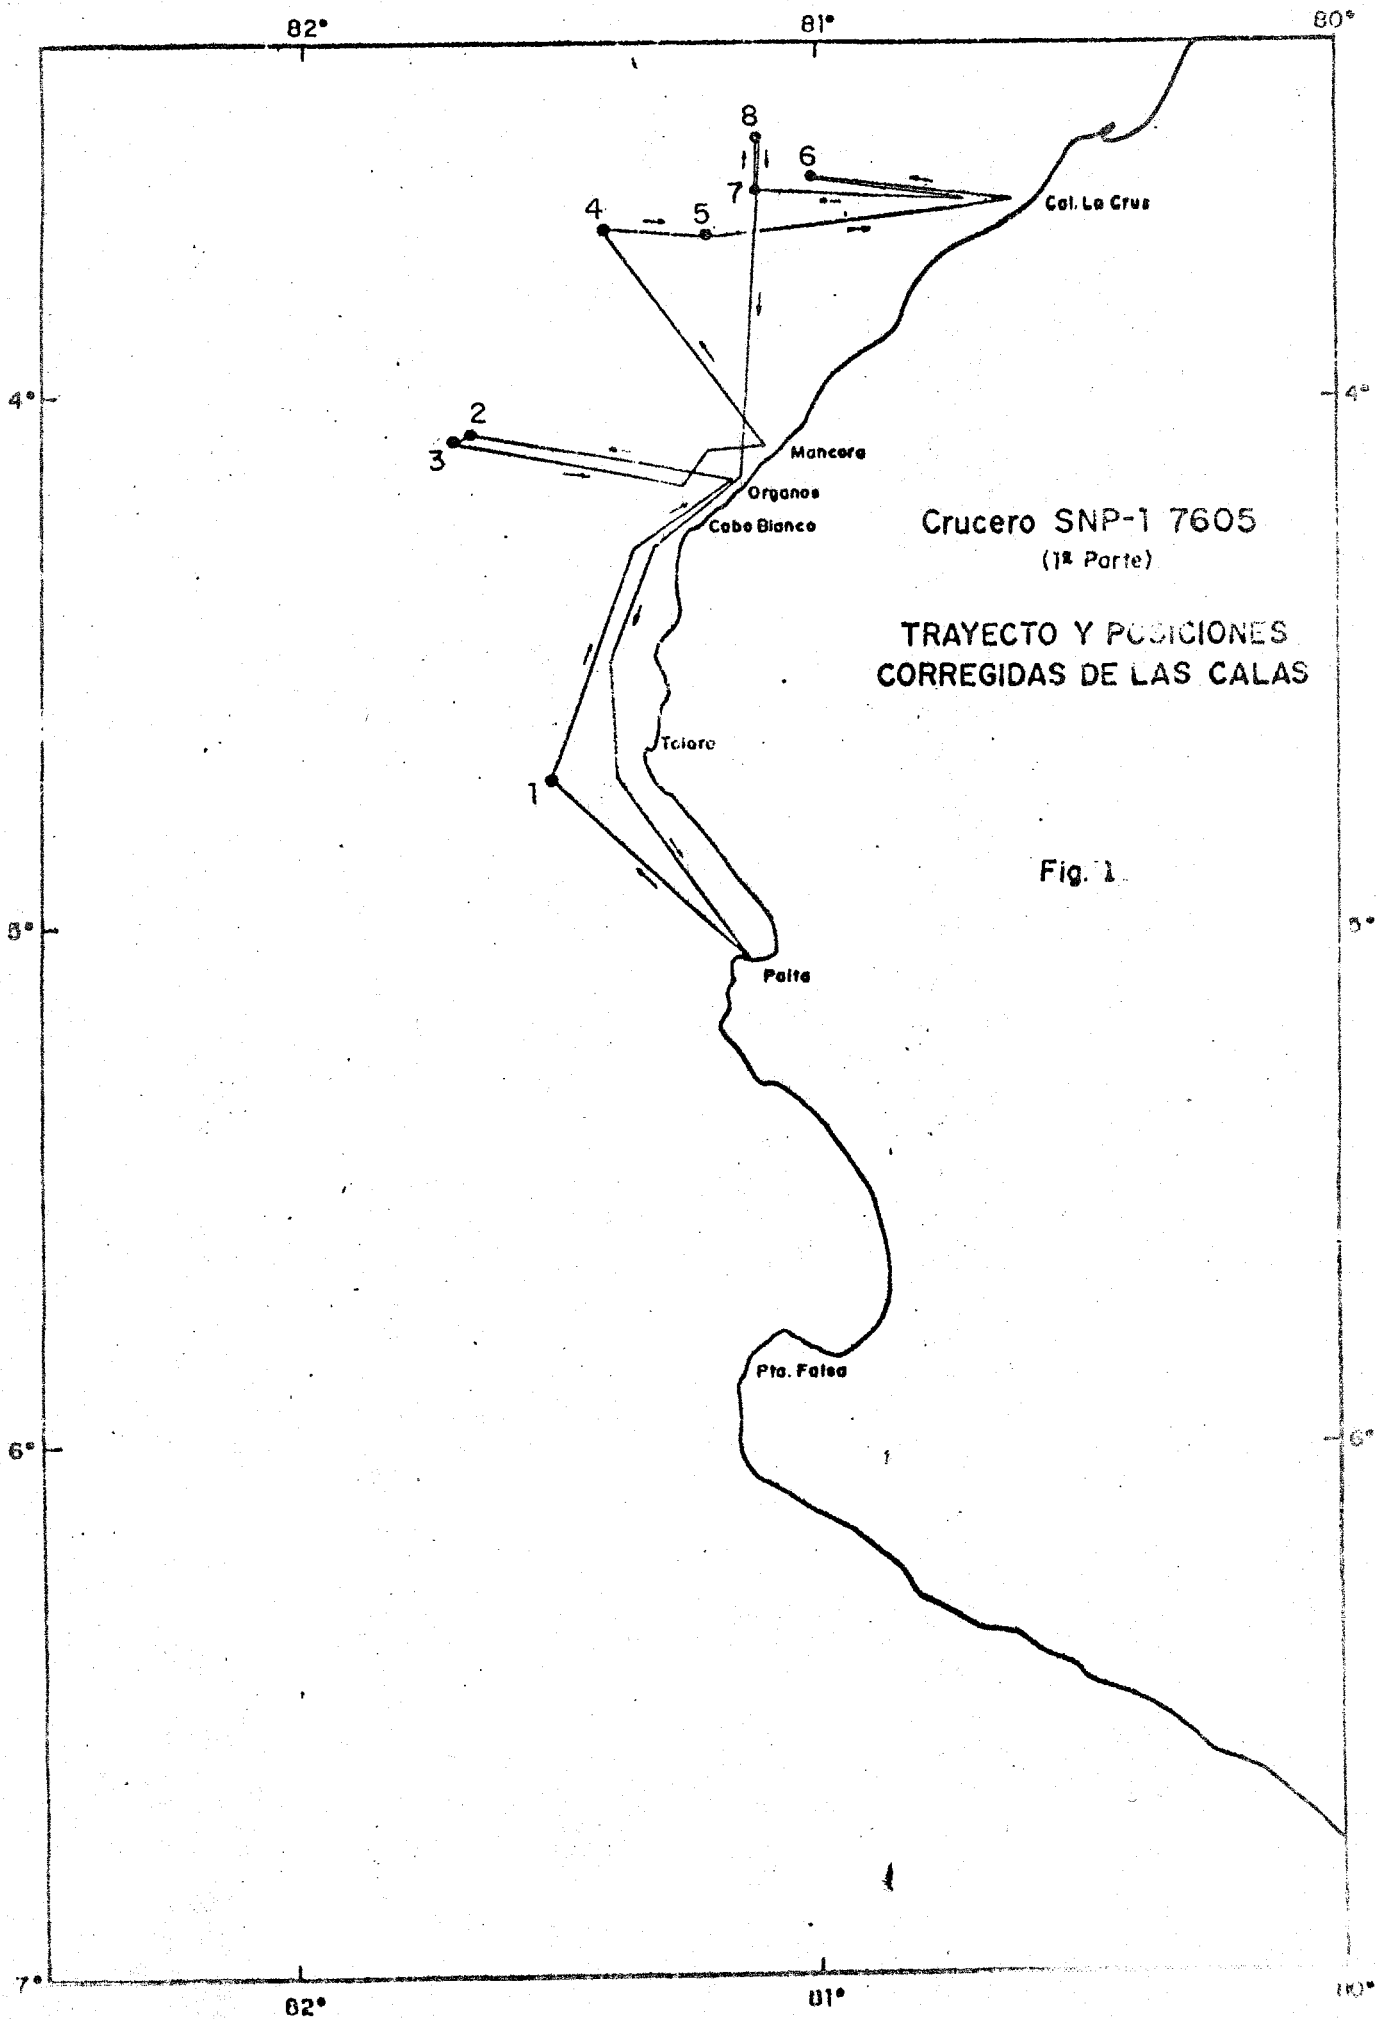 82° 81° 80°
8
6
7
Cal. La Crus
4 5
4° 4°
2
3
Mancora
Organos
Cabo Blanco
Crucero SNP-1 7605
(1ª Parte)
TRAYECTO Y POSICIONES
CORREGIDAS DE LAS CALAS
Talara
1
Fig. 1
5° 5°
Paita
Pta. Falsa
6° 6°
7°
82° 81° 80°